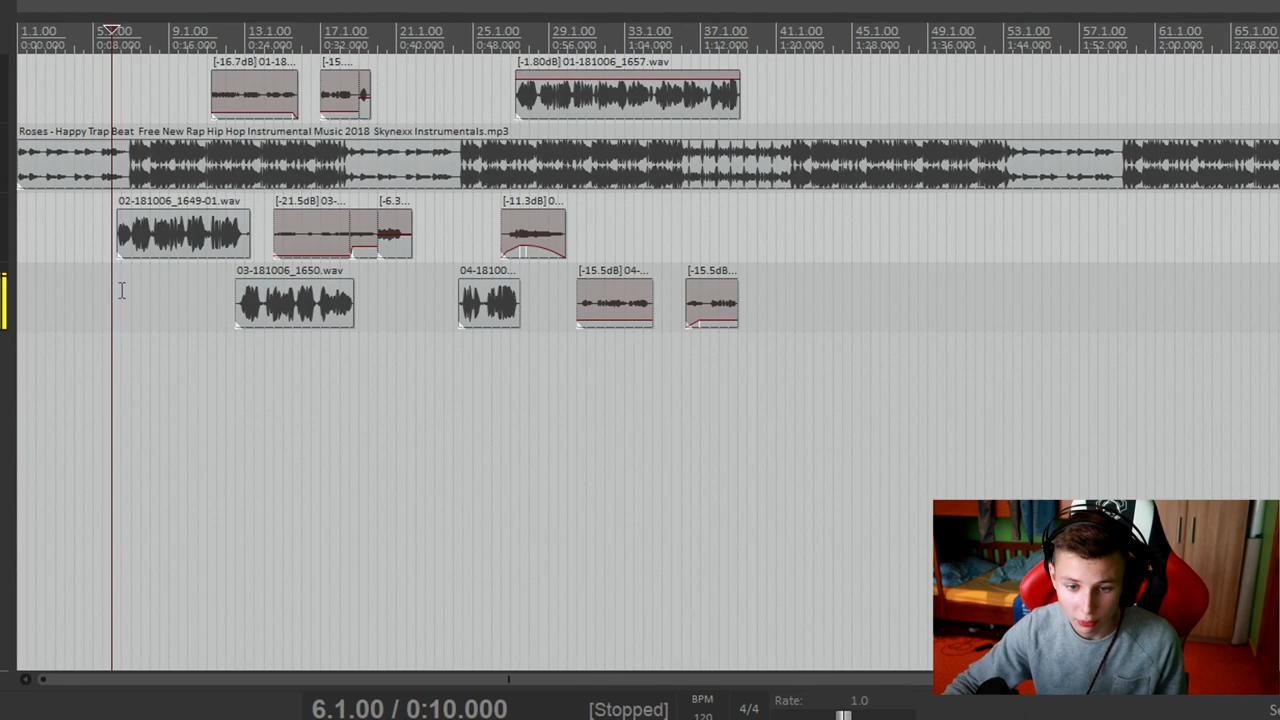 1.1.00 5 00 9.1.00 13.1.00 17.1.00 21.1.00 25.1.00 29.1.00 33.1.00 37.1.00 41.1.00 45.1.00 49.1.00 53.1.00 57.1.00 61.1.00 65.1.00
0:00.000 0:08.000 0:16.000 0:24.000 0:32.000 0:40.000 0:48.000 0:56.000 1:04.000 1:12.000 1:20.000 1:28.000 1:36.000 1:44.000 1:52.000 2:00.000 2:08.000
[-16.7dB] 01-18... [-15.... [-1.80dB] 01-181006_1657.wav
Roses - Happy Trap Beat Free New Rap Hip Hop Instrumental Music 2018 Skynexx Instrumentals.mp3
02-181006_1649-01.wav [-21.5dB] 03-... [-6.3... [-11.3dB] 0...
03-181006_1650.wav 04-18100... [-15.5dB] 04-... [-15.5dB...
6.1.00 / 0:10.000 [Stopped] BPM 120 4/4 Rate: 1.0